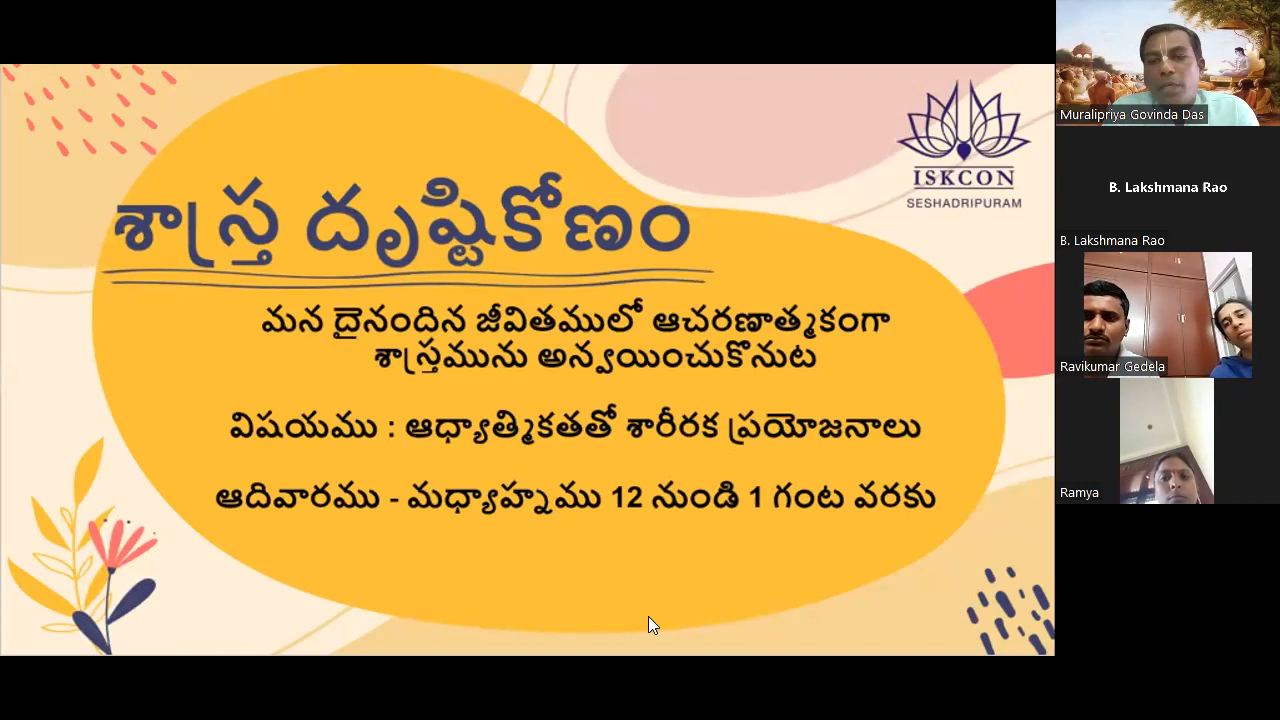 శాస్త్ర దృష్టికోణం
మన దైనందిన జీవితములో ఆచరణాత్మకంగా
శాస్త్రమును అన్వయించుకొనుట
విషయము : ఆధ్యాత్మికతతో శారీరక ప్రయోజనాలు
ఆదివారము - మధ్యాహ్నము 12 నుండి 1 గంట వరకు
ISKCON
SESHADRIPURAM
Muralipriya Govinda Das
B. Lakshmana Rao
B. Lakshmana Rao
Ravikumar Gedela
Ramya